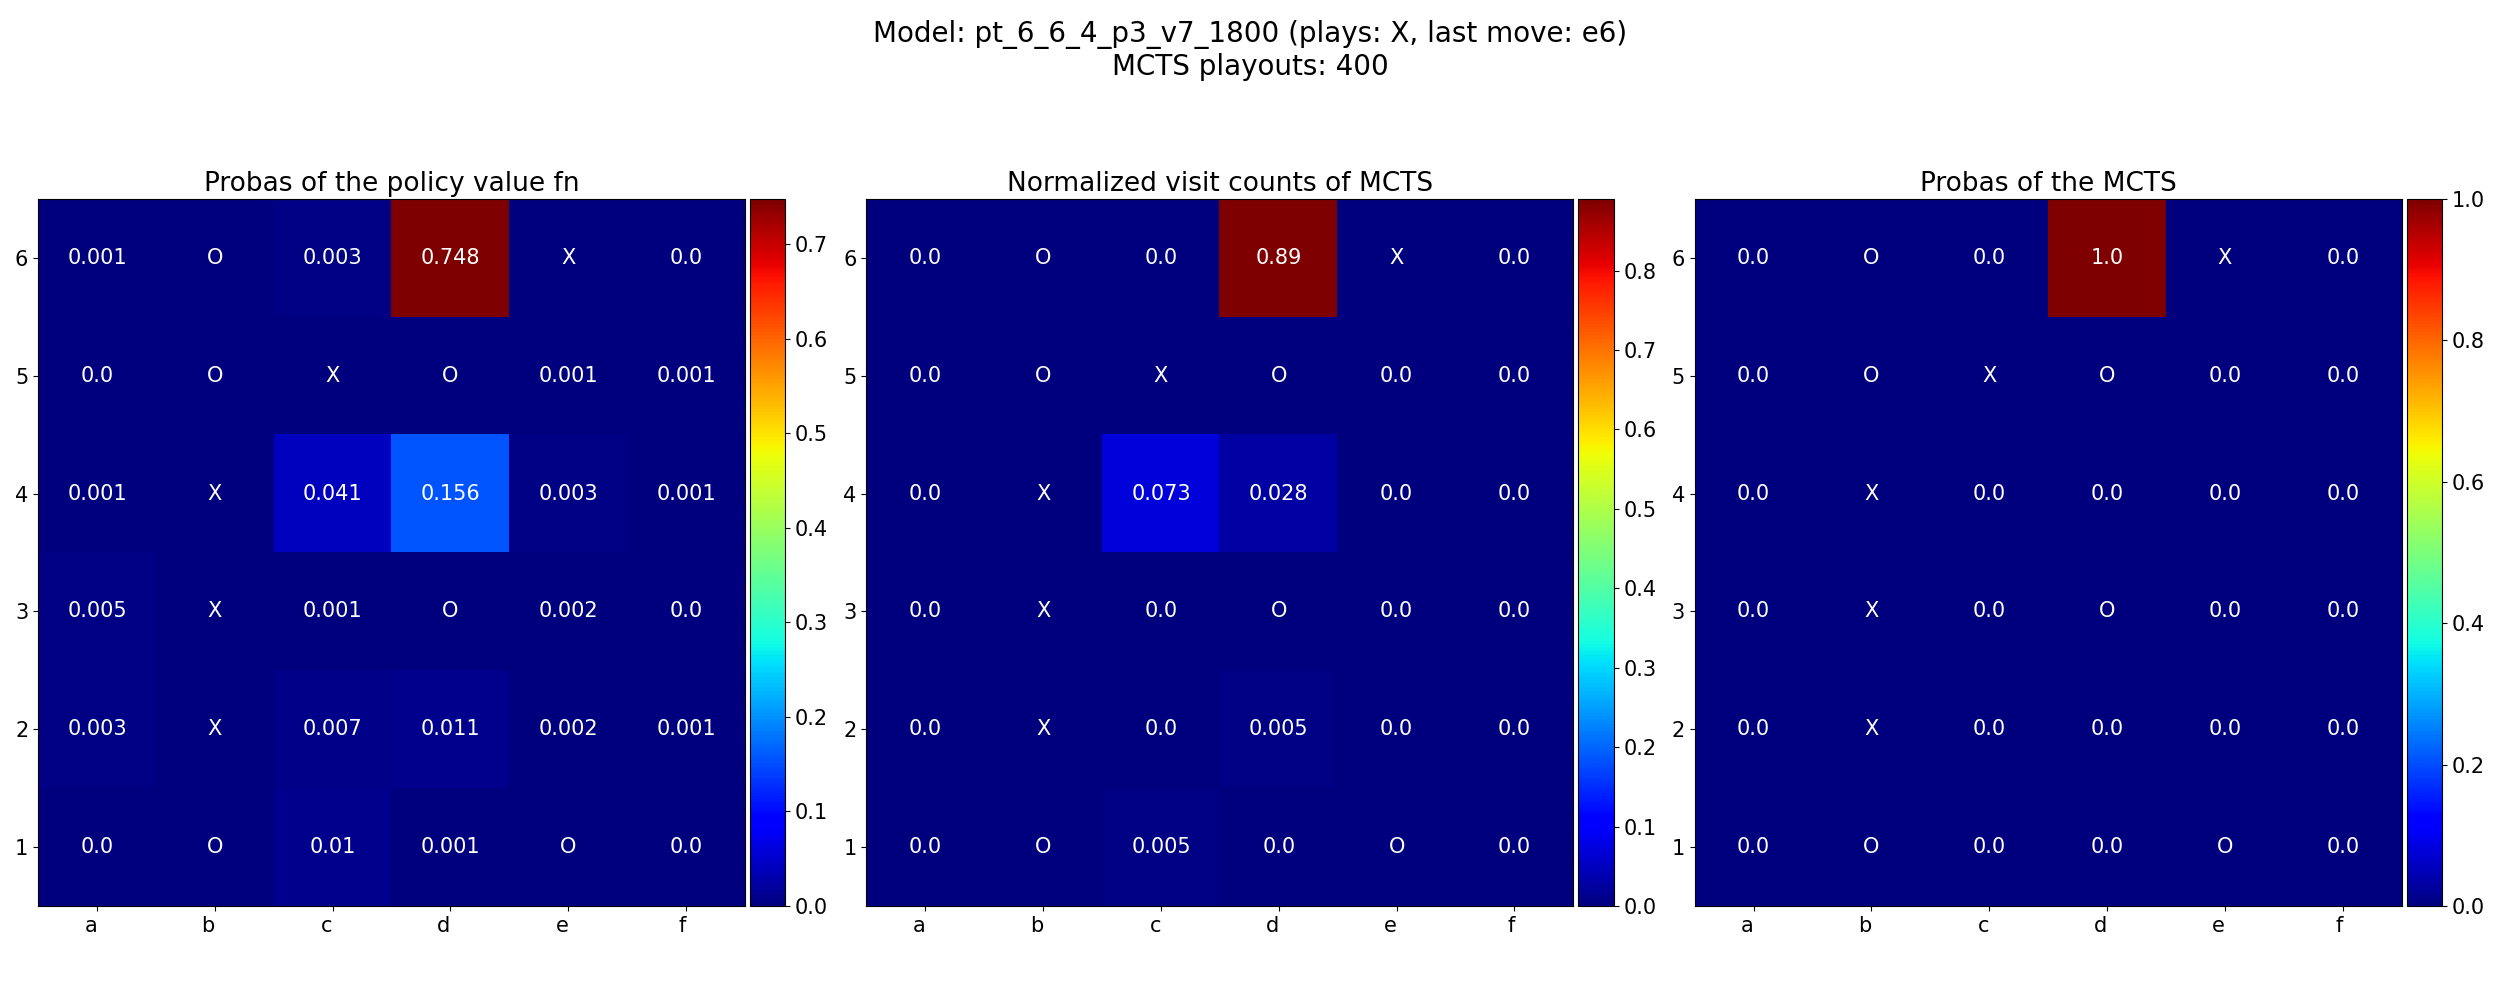 Model: pt_6_6_4_p3_v7_1800 (plays: X, last move: e6)
MCTS playouts: 400
Probas of the policy value fn
6 0.001 O 0.003 0.748 X 0.0
5 0.0 O X O 0.001 0.001
4 0.001 X 0.041 0.156 0.003 0.001
3 0.005 X 0.001 O 0.002 0.0
2 0.003 X 0.007 0.011 0.002 0.001
1 0.0 O 0.01 0.001 O 0.0
a b c d e f
0.7
0.6
0.5
0.4
0.3
0.2
0.1
0.0
Normalized visit counts of MCTS
6 0.0 O 0.0 0.89 X 0.0
5 0.0 O X O 0.0 0.0
4 0.0 X 0.073 0.028 0.0 0.0
3 0.0 X 0.0 O 0.0 0.0
2 0.0 X 0.0 0.005 0.0 0.0
1 0.0 O 0.005 0.0 O 0.0
a b c d e f
0.8
0.7
0.6
0.5
0.4
0.3
0.2
0.1
0.0
Probas of the MCTS
6 0.0 O 0.0 1.0 X 0.0
5 0.0 O X O 0.0 0.0
4 0.0 X 0.0 0.0 0.0 0.0
3 0.0 X 0.0 O 0.0 0.0
2 0.0 X 0.0 0.0 0.0 0.0
1 0.0 O 0.0 0.0 O 0.0
a b c d e f
1.0
0.8
0.6
0.4
0.2
0.0